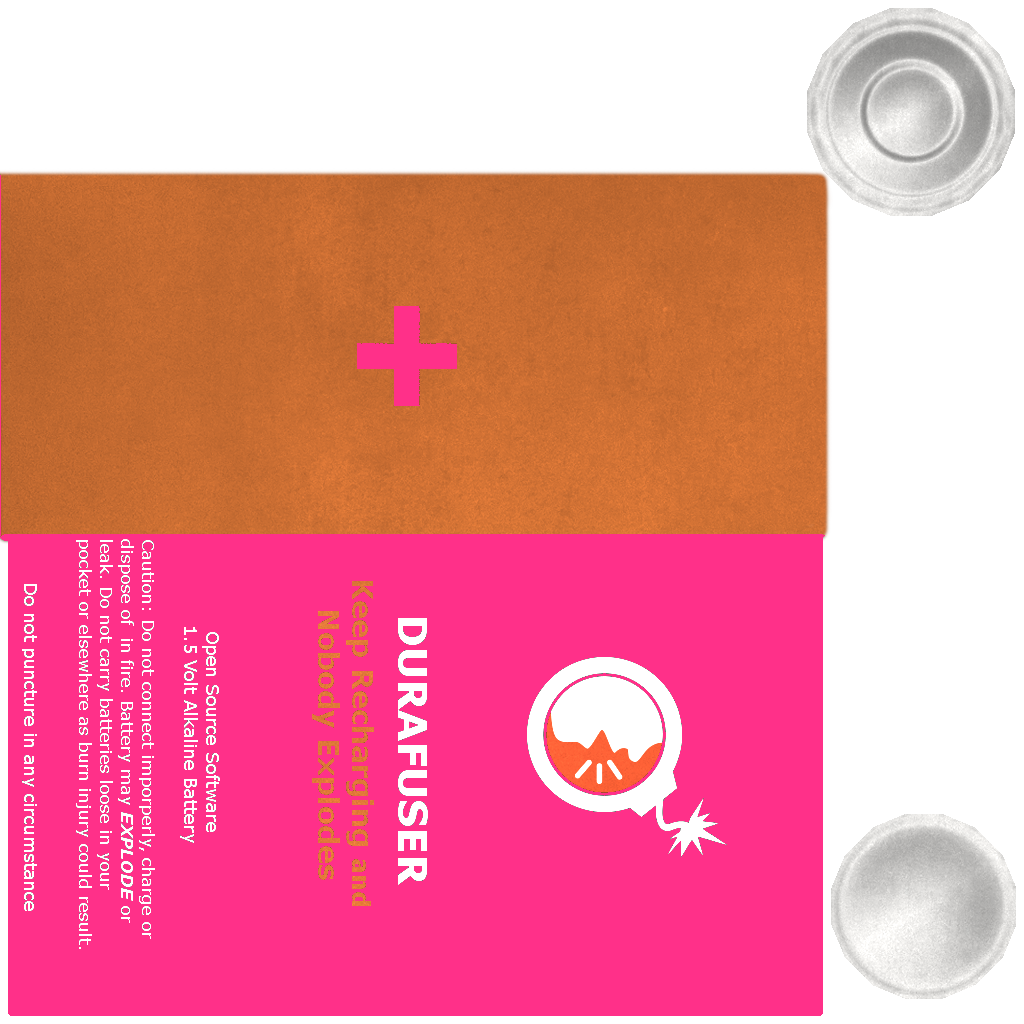 DURAFUSER
Keep Recharging and
Nobody Explodes
Open Source Software
1.5 Volt Alkaline Battery
Caution: Do not connect imporperly, charge or
dispose of in fire. Battery may EXPLODE or
leak. Do not carry batteries loose in your
pocket or elsewhere as burn injury could result.
Do not puncture in any circumstance